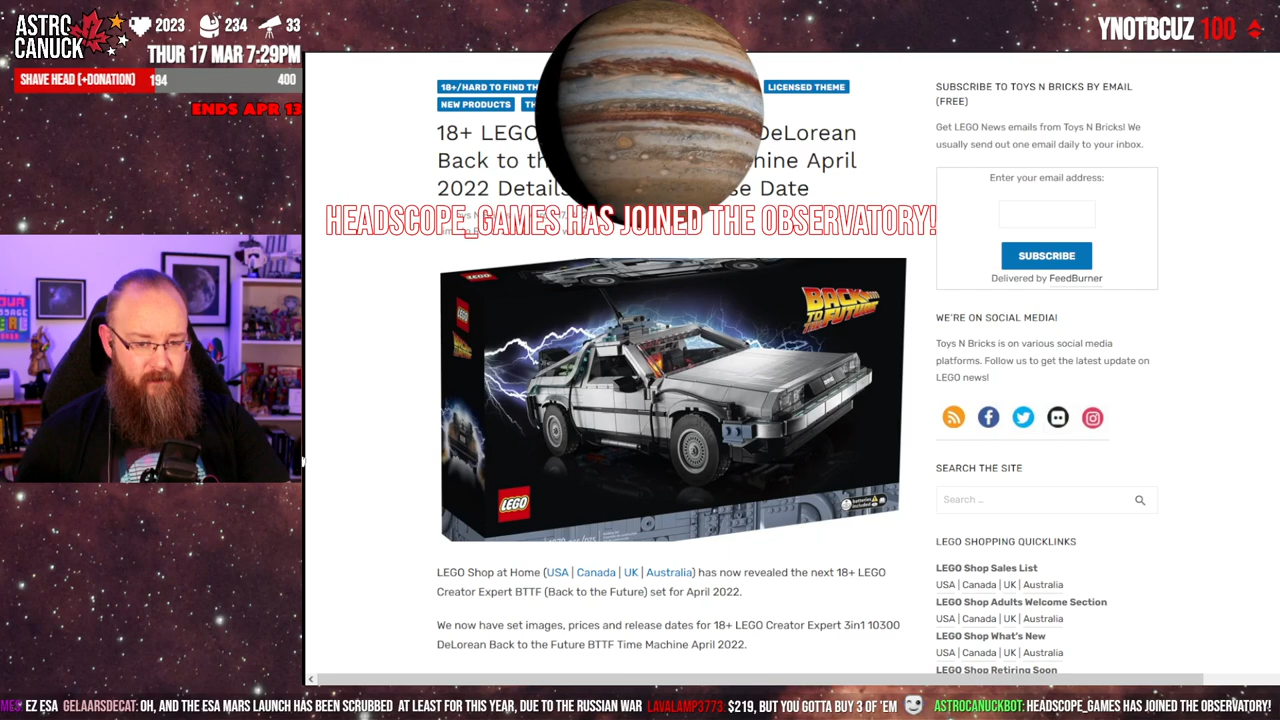 ASTRO
CANUCK
2023 234 33
THUR 17 MAR 7:29PM
SHAVE HEAD (+DONATION) 194 400
ENDS APR 13
YNOTBCUZ 100
18+/HARD TO FIND LICENSED THEME
NEW PRODUCTS
18+ LEGO DeLorean
Back to
2022 Details Date
HEADSCOPE_GAMES HAS JOINED THE OBSERVATORY!
LEGO
LEGO
BACK
TO THE
FUTURE
LEGO
LEGO Shop at Home (USA | Canada | UK | Australia) has now revealed the next 18+ LEGO
Creator Expert BTTF (Back to the Future) set for April 2022.
We now have set images, prices and release dates for 18+ LEGO Creator Expert 3in1 10300
DeLorean Back to the Future BTTF Time Machine April 2022.
SUBSCRIBE TO TOYS N BRICKS BY EMAIL
(FREE)
Get LEGO News emails from Toys N Bricks! We
usually send out one email daily to your inbox.
Enter your email address:
SUBSCRIBE
Delivered by FeedBurner
WE'RE ON SOCIAL MEDIA!
Toys N Bricks is on various social media
platforms. Follow us to get the latest update on
LEGO news!
SEARCH THE SITE
Search …
LEGO SHOPPING QUICKLINKS
LEGO Shop Sales List
USA | Canada | UK | Australia
LEGO Shop Adults Welcome Section
USA | Canada | UK | Australia
LEGO Shop What's New
USA | Canada | UK | Australia
LEGO Shop Retiring Soon
EZ ESA GELAARSDECAT: OH, AND THE ESA MARS LAUNCH HAS BEEN SCRUBBED AT LEAST FOR THIS YEAR, DUE TO THE RUSSIAN WAR LAVALAMP3773: $219, BUT YOU GOTTA BUY 3 OF 'EM ASTROCANUCKBOT: HEADSCOPE_GAMES HAS JOINED THE OBSERVATORY!